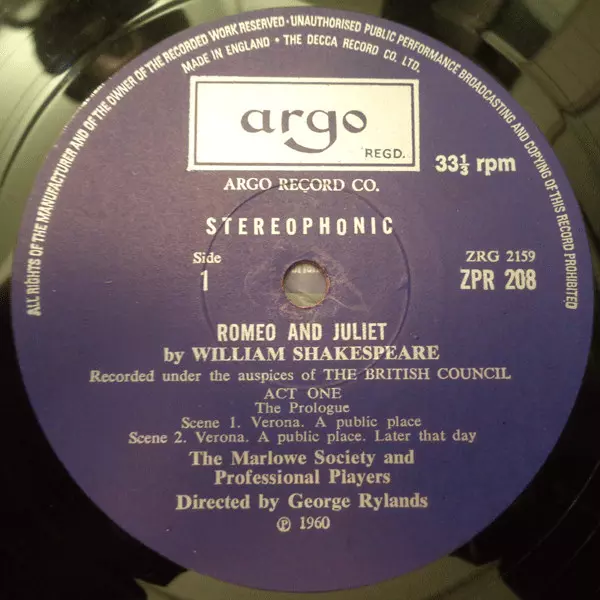 ALL RIGHTS OF THE MANUFACTURER AND OF THE OWNER OF THE RECORDED WORK RESERVED · UNAUTHORISED PUBLIC PERFORMANCE BROADCASTING AND COPYING OF THIS RECORD PROHIBITED
MADE IN ENGLAND · THE DECCA RECORD CO. LTD.
argo
REGD.
33⅓ rpm
ARGO RECORD CO.
STEREOPHONIC
Side
1
ZRG 2159
ZPR 208
ROMEO AND JULIET
by WILLIAM SHAKESPEARE
Recorded under the auspices of THE BRITISH COUNCIL
ACT ONE
The Prologue
Scene 1. Verona. A public place
Scene 2. Verona. A public place. Later that day
The Marlowe Society and
Professional Players
Directed by George Rylands
℗ 1960